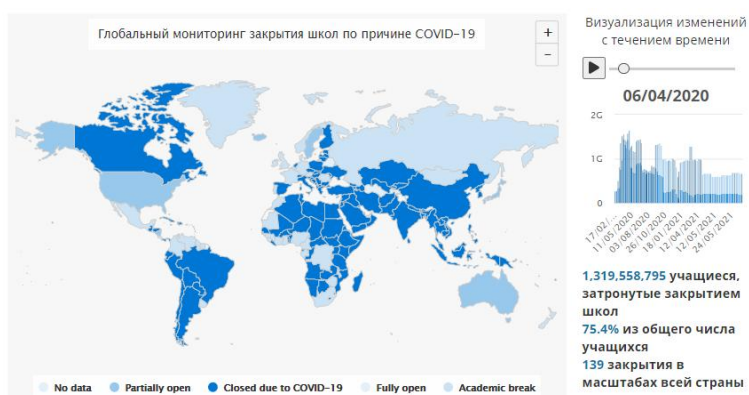 Глобальный мониторинг закрытия школ по причине COVID-19
+
-
No data
Partially open
Closed due to COVID-19
Fully open
Academic break
Визуализация изменений
с течением времени
06/04/2020
2G
1G
0
17/02/...
11/05/2020
03/08/2020
26/10/2020
18/01/2021
12/04/2021
12/05/2021
24/05/2021
1,319,558,795 учащиеся,
затронутые закрытием
школ
75.4% из общего числа
учащихся
139 закрытия в
масштабах всей страны